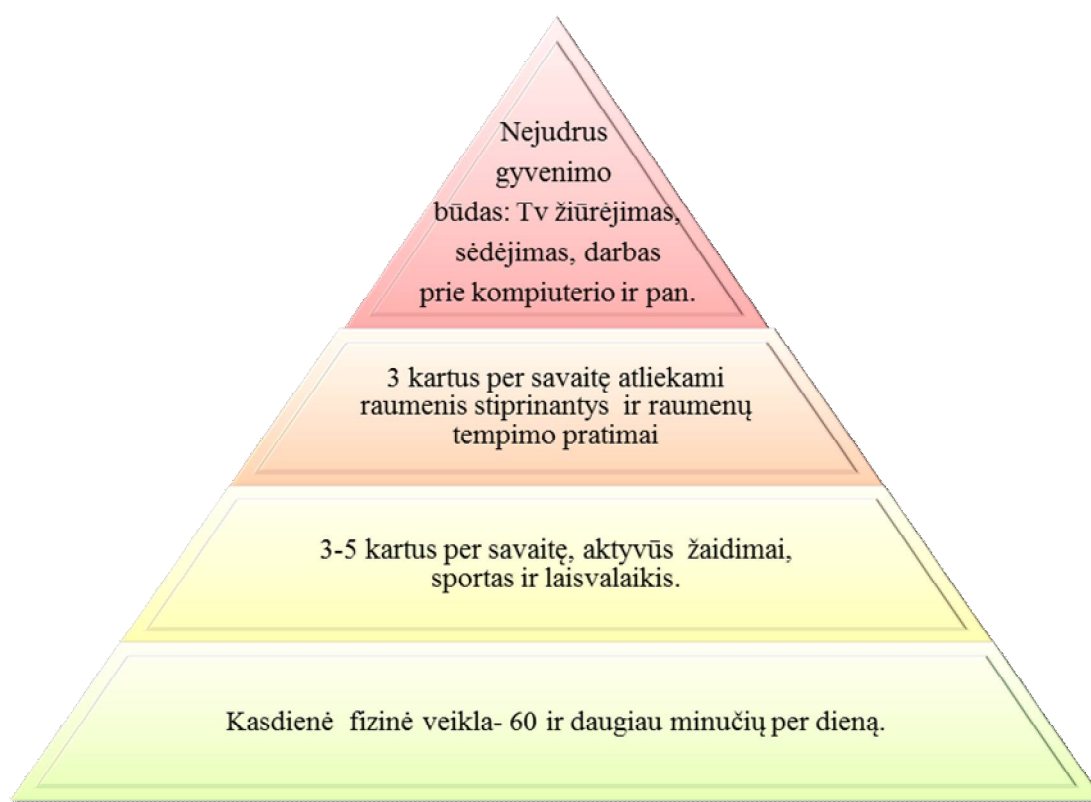 Nejudrus
gyvenimo
būdas: Tv žiūrėjimas,
sėdėjimas, darbas
prie kompiuterio ir pan.
3 kartus per savaitę atliekami
raumenis stiprinantys ir raumenų
tempimo pratimai
3-5 kartus per savaitę, aktyvūs žaidimai,
sportas ir laisvalaikis.
Kasdienė fizinė veikla- 60 ir daugiau minučių per dieną.